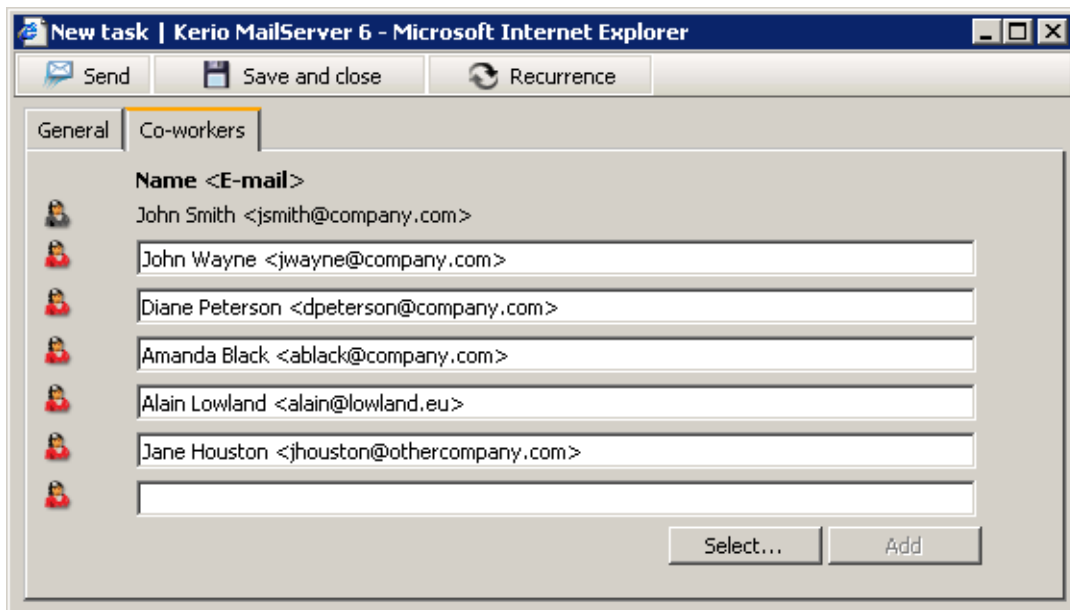 New task | Kerio MailServer 6 - Microsoft Internet Explorer
Send Save and close Recurrence
General Co-workers
Name <E-mail>
John Smith <jsmith@company.com>
John Wayne <jwayne@company.com>
Diane Peterson <dpeterson@company.com>
Amanda Black <ablack@company.com>
Alain Lowland <alain@lowland.eu>
Jane Houston <jhouston@othercompany.com>
Select... Add